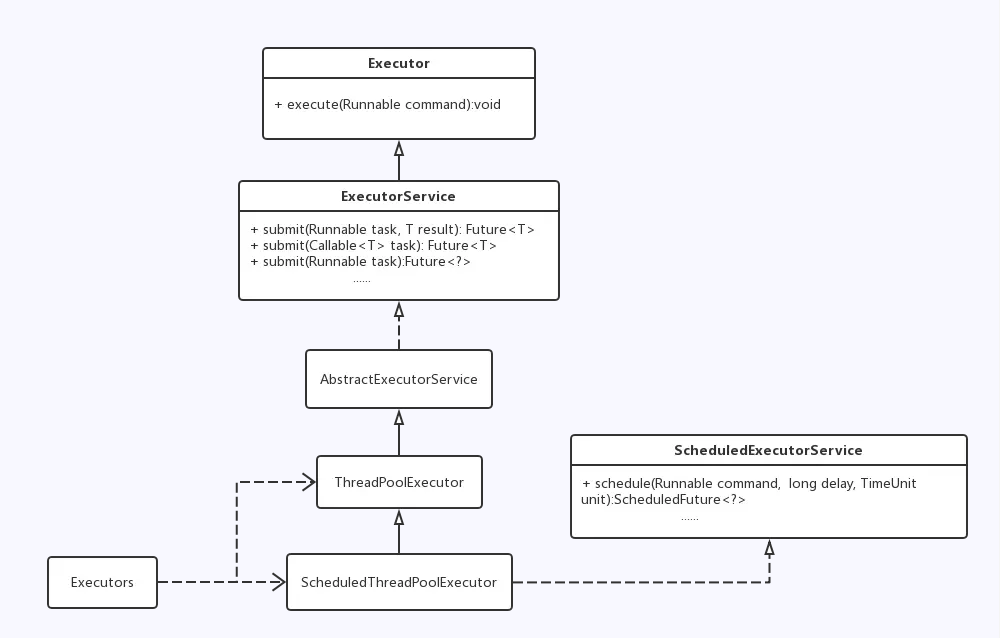 Executor
+ execute(Runnable command):void
ExecutorService
+ submit(Runnable task, T result): Future<T>
+ submit(Callable<T> task): Future<T>
+ submit(Runnable task):Future<?>
......
AbstractExecutorService
ScheduledExecutorService
+ schedule(Runnable command,  long delay, TimeUnit
unit):ScheduledFuture<?>
......
ThreadPoolExecutor
Executors
ScheduledThreadPoolExecutor